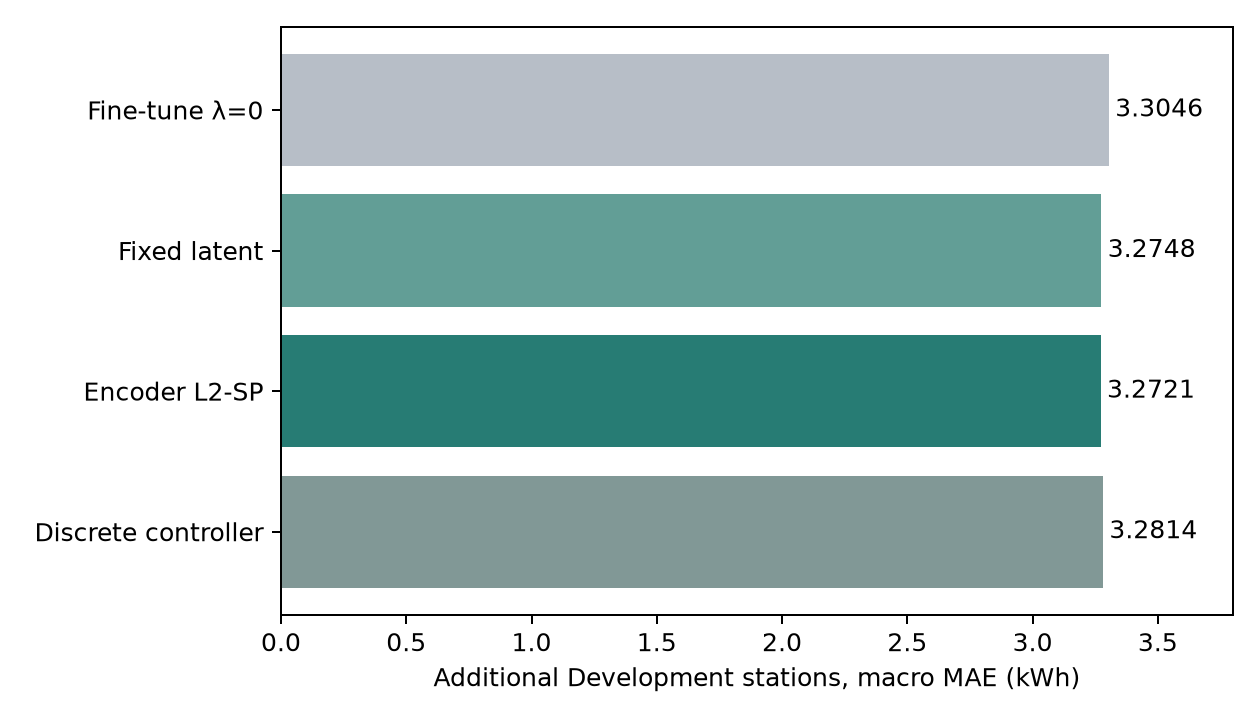 Fine-tune λ=0
3.3046
Fixed latent
3.2748
Encoder L2-SP
3.2721
Discrete controller
3.2814
0.0 0.5 1.0 1.5 2.0 2.5 3.0 3.5
Additional Development stations, macro MAE (kWh)